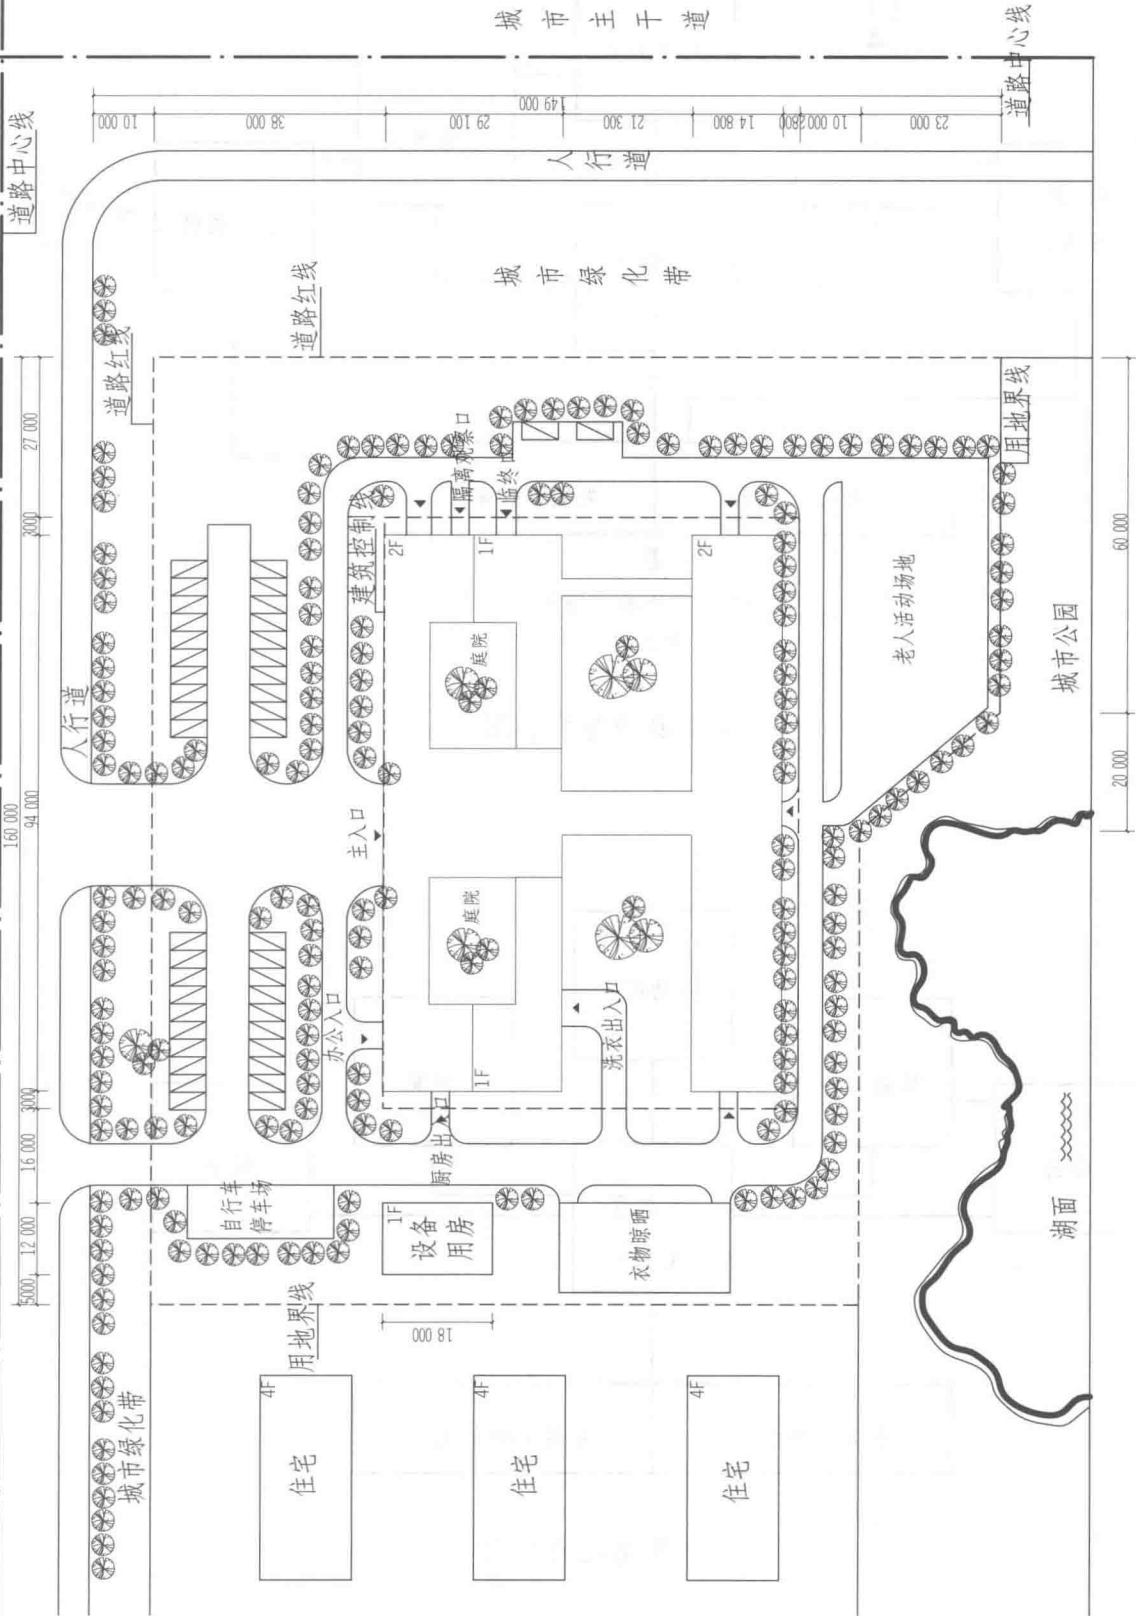 城市主干道
道路中心线
道路中心线
149 000
10 000
38 000
29 100
21 300
14 800
2800
10 000
23 000
人行道
城市绿化带
道路红线
道路红线
用地界线
160 000
27 000
3000
94 000
3000
16 000
12 000
5000
人行道
建筑控制线
隔离观察口
临终口
2F
1F
2F
庭院
老人活动场地
城市公园
60 000
20 000
主入口
庭院
办公入口
洗衣出入口
1F
厨房出入口
自行车
停车场
1F
设备
用房
衣物晾晒
湖面
用地界线
18 000
城市绿化带
4F
住宅
4F
住宅
4F
住宅